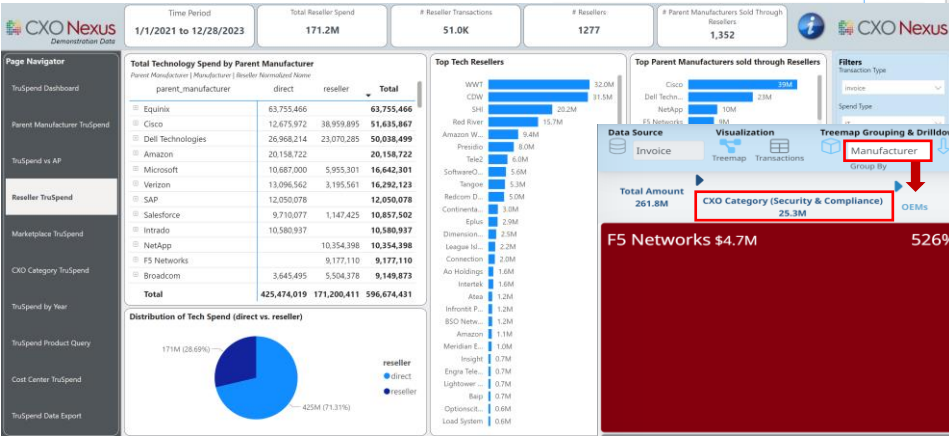 CXO Nexus
Demonstration Data
Time Period
1/1/2021 to 12/28/2023
Total Reseller Spend
171.2M
# Reseller Transactions
51.0K
# Resellers
1277
# Parent Manufacturers Sold Through Resellers
1,352
i
CXO Nexus
Page Navigator
TruSpend Dashboard
Parent Manufacturer TruSpend
TruSpend vs AP
Reseller TruSpend
Marketplace TruSpend
CXO Category TruSpend
TruSpend by Year
TruSpend Product Query
Cost Center TruSpend
TruSpend Data Export
Total Technology Spend by Parent Manufacturer
Parent Manufacturer | Manufacturer | Reseller Normalized Name
parent_manufacturer direct reseller Total
Equinix 63,755,466 63,755,466
Cisco 12,675,972 38,959,895 51,635,867
Dell Technologies 26,968,214 23,070,285 50,038,499
Amazon 20,158,722 20,158,722
Microsoft 10,687,000 5,955,301 16,642,301
Verizon 13,096,562 3,195,561 16,292,123
SAP 12,050,078 12,050,078
Salesforce 9,710,077 1,147,425 10,857,502
Intrado 10,580,937 10,580,937
NetApp 10,354,398 10,354,398
F5 Networks 9,177,110 9,177,110
Broadcom 3,645,495 5,504,378 9,149,873
Total 425,474,019 171,200,411 596,674,431
Distribution of Tech Spend (direct vs. reseller)
171M (28.69%)
425M (71.31%)
reseller
direct
reseller
Top Tech Resellers
WWT 32.0M
CDW 31.5M
SHI 20.2M
Red River 15.7M
Amazon W... 9.4M
Presidio 8.0M
Tele2 6.0M
SoftwareO... 5.6M
Tangoe 5.3M
Redcom D... 5.0M
Continenta... 3.0M
Eplus 2.9M
Dimension... 2.5M
League Isl... 2.2M
Connection 2.0M
Ao Holdings 1.6M
Intertek 1.6M
Atea 1.2M
Infrontit P... 1.2M
BSO Netw... 1.2M
Amazon 1.1M
Meridian E... 1.0M
Insight 0.7M
Engra Tele... 0.7M
Lightower ... 0.7M
Baip 0.7M
Optionscit... 0.6M
Load System 0.6M
Top Parent Manufacturers sold through Resellers
Cisco 39M
Dell Techn... 23M
NetApp 10M
F5 Networks 9M
Filters
Transaction Type
invoice
Spend Type
Data Source
Invoice
Visualization
Treemap Transactions
Treemap Grouping & Drilldo
Manufacturer
Group By
Total Amount
261.8M
CXO Category (Security & Compliance)
25.3M
OEMs
F5 Networks $4.7M 526%